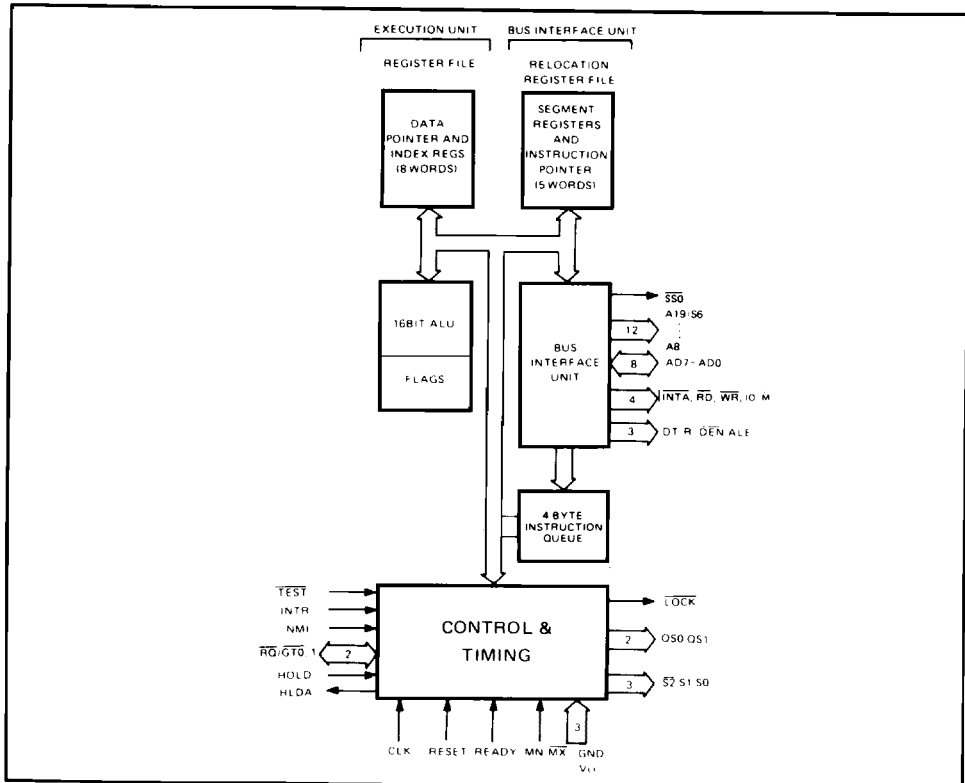 EXECUTION UNIT
BUS INTERFACE UNIT
REGISTER FILE
RELOCATION
REGISTER FILE
DATA
POINTER AND
INDEX REGS
(8 WORDS)
SEGMENT
REGISTERS
AND
INSTRUCTION
POINTER
(5 WORDS)
16BIT ALU
FLAGS
BUS
INTERFACE
UNIT
SS0
A19/S6
12
A8
8
AD7-AD0
4
INTA, RD, WR, IO M
3
DT R DEN ALE
4 BYTE
INSTRUCTION
QUEUE
CONTROL &
TIMING
TEST
INTR
NMI
RQ/GT0, 1
2
HOLD
HLDA
LOCK
2
QS0 QS1
3
S2 S1 S0
CLK
RESET
READY
MN MX
3
GND